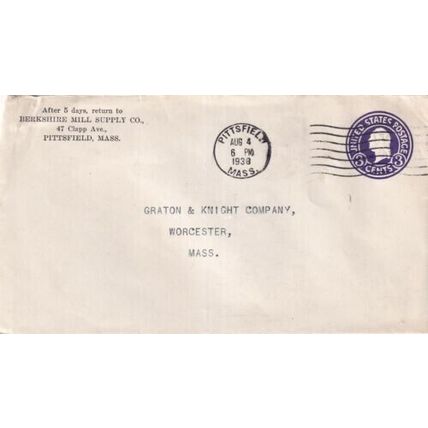 After 5 days, return to
BERKSHIRE MILL SUPPLY CO.,
47 Clapp Ave.,
PITTSFIELD, MASS.
PITTSFIELD
AUG 4
6 PM
1938
MASS.
UNITED STATES POSTAGE
3 CENTS 3
GRATON & KNIGHT COMPANY,
WORCESTER,
MASS.